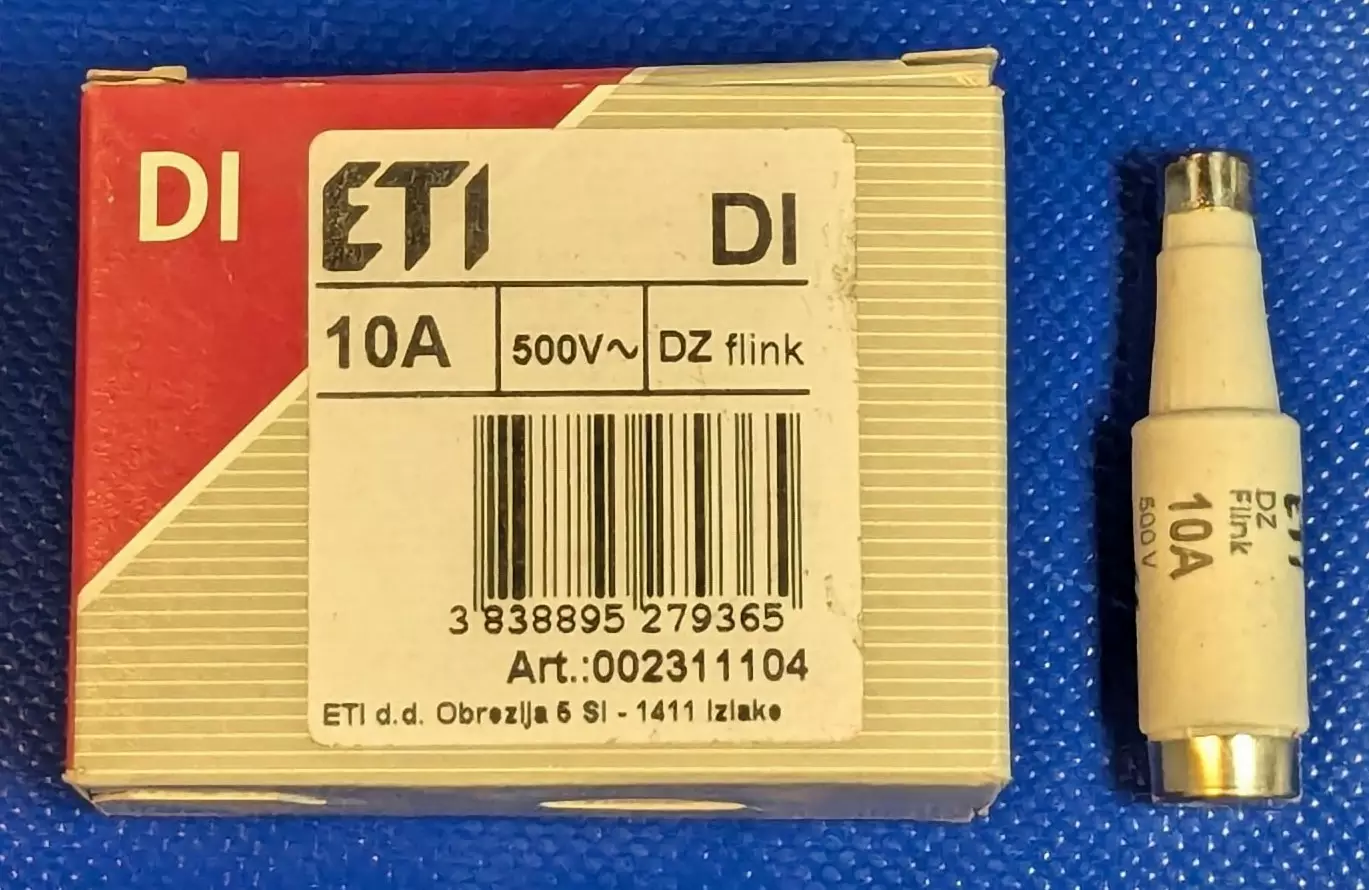 DI
ETI DI
10A 500V~ DZ flink
3 838895 279365
Art.:002311104
ETI d.d. Obrezija 5 SI - 1411 Izlake
ETI
DZ
Flink
10A
500V